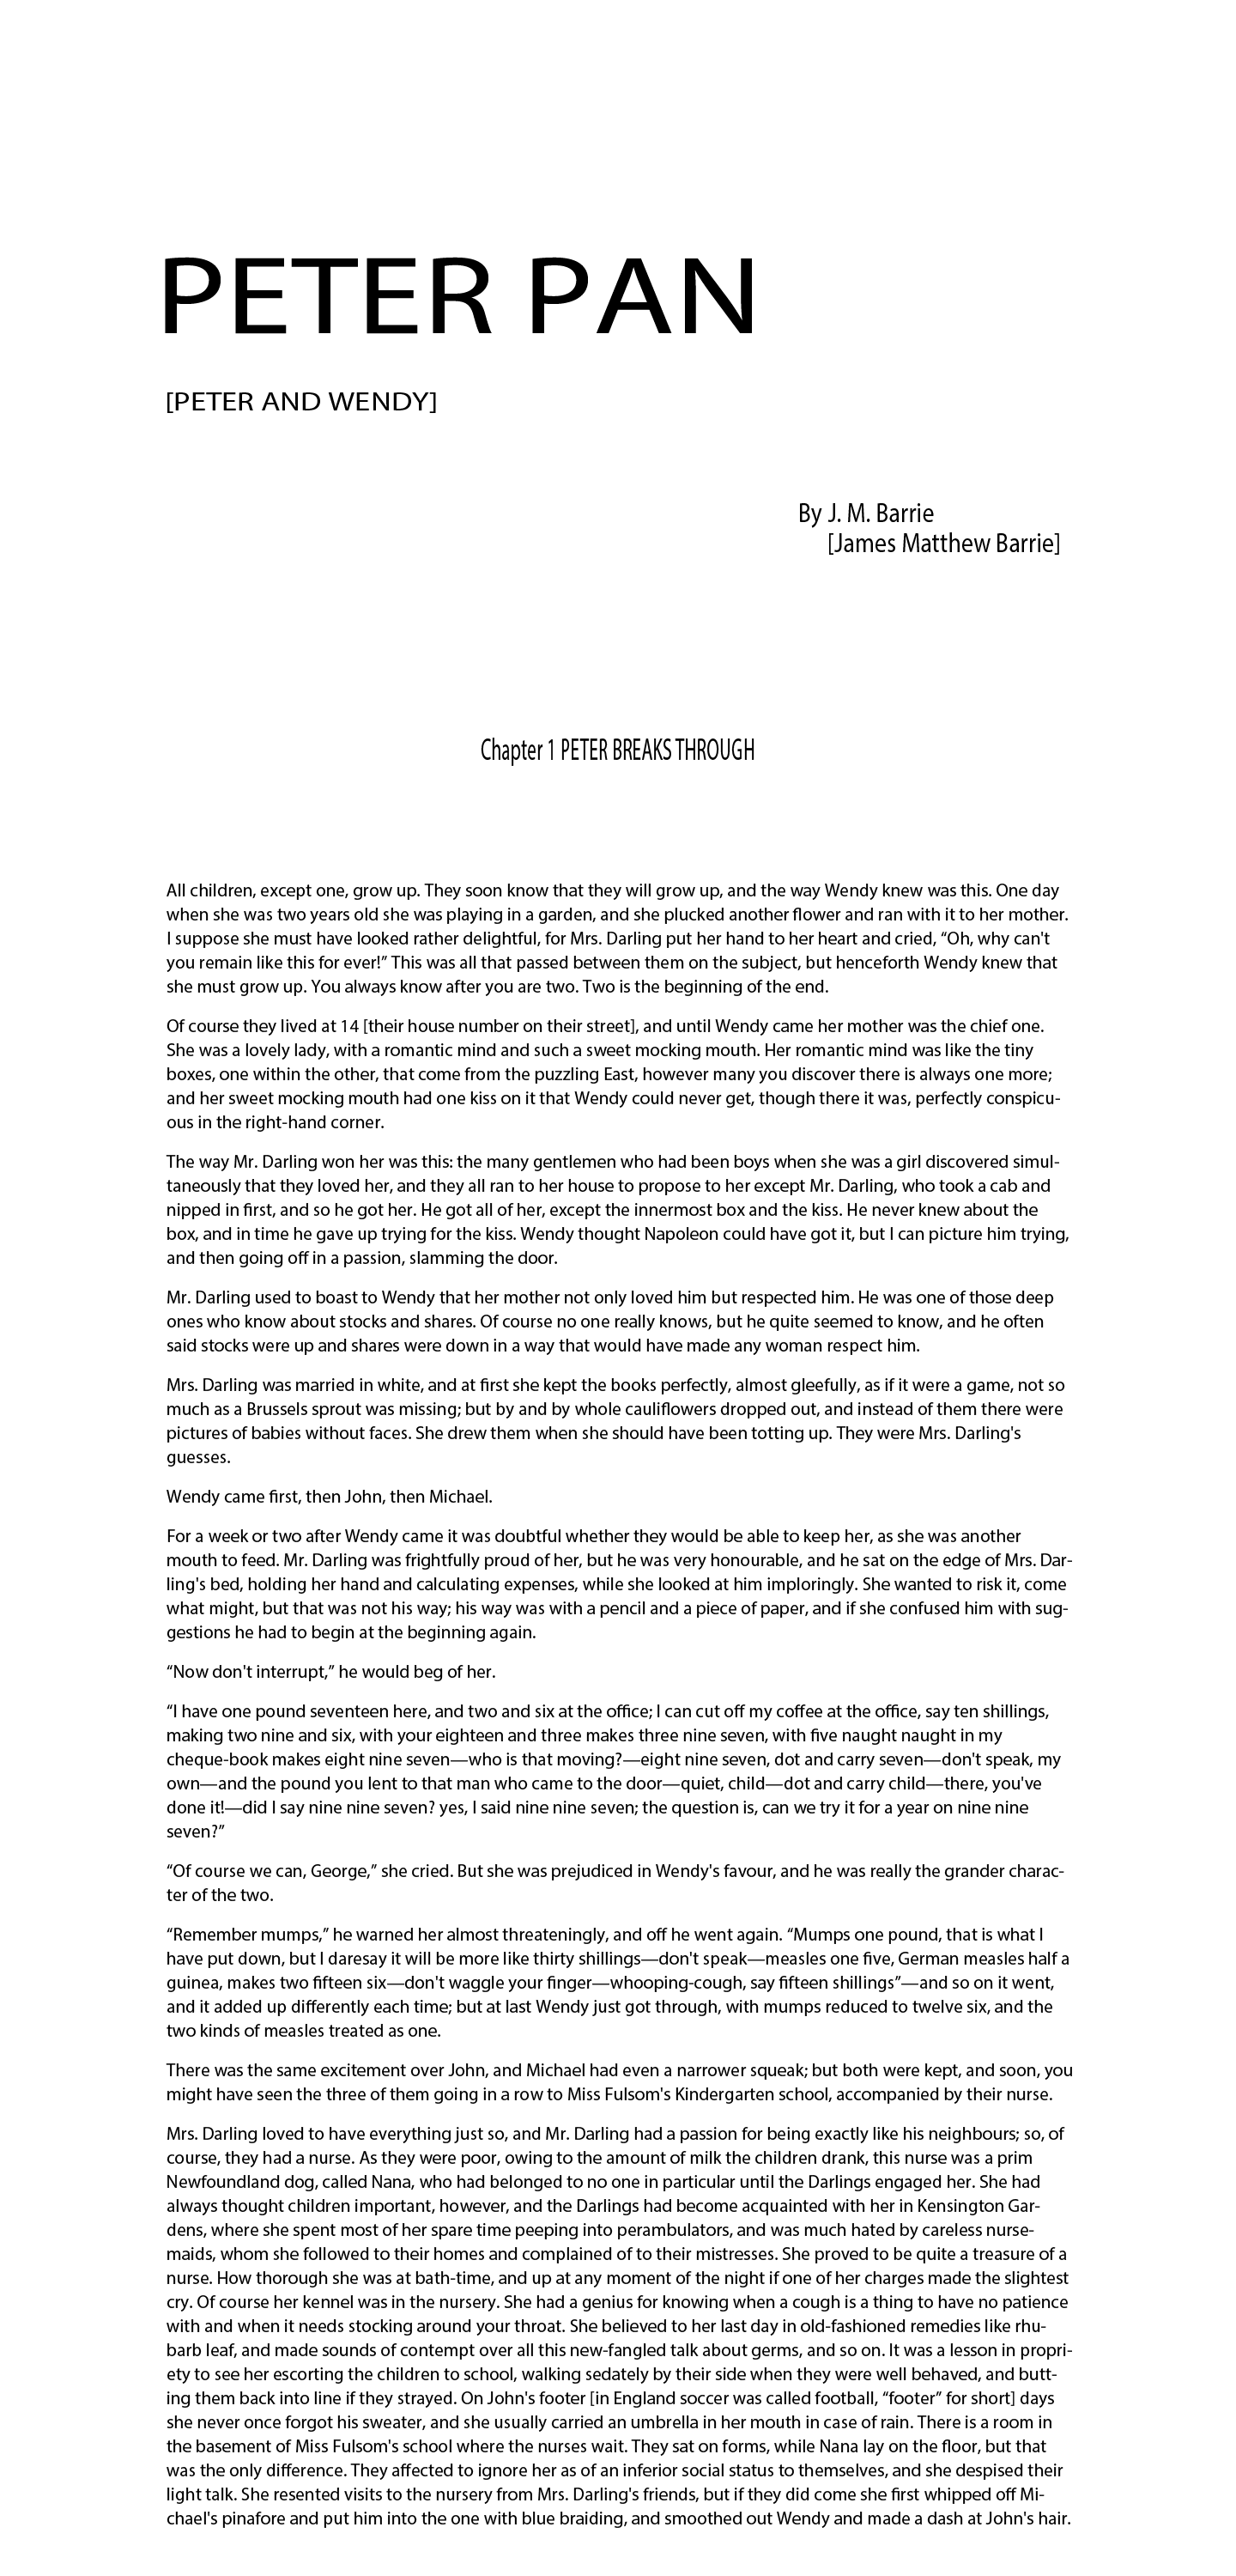 PETER PAN
[PETER AND WENDY]
By J. M. Barrie
[James Matthew Barrie]
Chapter 1 PETER BREAKS THROUGH
All children, except one, grow up. They soon know that they will grow up, and the way Wendy knew was this. One day
when she was two years old she was playing in a garden, and she plucked another flower and ran with it to her mother.
I suppose she must have looked rather delightful, for Mrs. Darling put her hand to her heart and cried, “Oh, why can't
you remain like this for ever!” This was all that passed between them on the subject, but henceforth Wendy knew that
she must grow up. You always know after you are two. Two is the beginning of the end.
Of course they lived at 14 [their house number on their street], and until Wendy came her mother was the chief one.
She was a lovely lady, with a romantic mind and such a sweet mocking mouth. Her romantic mind was like the tiny
boxes, one within the other, that come from the puzzling East, however many you discover there is always one more;
and her sweet mocking mouth had one kiss on it that Wendy could never get, though there it was, perfectly conspicu-
ous in the right-hand corner.
The way Mr. Darling won her was this: the many gentlemen who had been boys when she was a girl discovered simul-
taneously that they loved her, and they all ran to her house to propose to her except Mr. Darling, who took a cab and
nipped in first, and so he got her. He got all of her, except the innermost box and the kiss. He never knew about the
box, and in time he gave up trying for the kiss. Wendy thought Napoleon could have got it, but I can picture him trying,
and then going off in a passion, slamming the door.
Mr. Darling used to boast to Wendy that her mother not only loved him but respected him. He was one of those deep
ones who know about stocks and shares. Of course no one really knows, but he quite seemed to know, and he often
said stocks were up and shares were down in a way that would have made any woman respect him.
Mrs. Darling was married in white, and at first she kept the books perfectly, almost gleefully, as if it were a game, not so
much as a Brussels sprout was missing; but by and by whole cauliflowers dropped out, and instead of them there were
pictures of babies without faces. She drew them when she should have been totting up. They were Mrs. Darling's
guesses.
Wendy came first, then John, then Michael.
For a week or two after Wendy came it was doubtful whether they would be able to keep her, as she was another
mouth to feed. Mr. Darling was frightfully proud of her, but he was very honourable, and he sat on the edge of Mrs. Dar-
ling's bed, holding her hand and calculating expenses, while she looked at him imploringly. She wanted to risk it, come
what might, but that was not his way; his way was with a pencil and a piece of paper, and if she confused him with sug-
gestions he had to begin at the beginning again.
“Now don't interrupt,” he would beg of her.
“I have one pound seventeen here, and two and six at the office; I can cut off my coffee at the office, say ten shillings,
making two nine and six, with your eighteen and three makes three nine seven, with five naught naught in my
cheque-book makes eight nine seven—who is that moving?—eight nine seven, dot and carry seven—don't speak, my
own—and the pound you lent to that man who came to the door—quiet, child—dot and carry child—there, you've
done it!—did I say nine nine seven? yes, I said nine nine seven; the question is, can we try it for a year on nine nine
seven?”
“Of course we can, George,” she cried. But she was prejudiced in Wendy's favour, and he was really the grander charac-
ter of the two.
“Remember mumps,” he warned her almost threateningly, and off he went again. “Mumps one pound, that is what I
have put down, but I daresay it will be more like thirty shillings—don't speak—measles one five, German measles half a
guinea, makes two fifteen six—don't waggle your finger—whooping-cough, say fifteen shillings”—and so on it went,
and it added up differently each time; but at last Wendy just got through, with mumps reduced to twelve six, and the
two kinds of measles treated as one.
There was the same excitement over John, and Michael had even a narrower squeak; but both were kept, and soon, you
might have seen the three of them going in a row to Miss Fulsom's Kindergarten school, accompanied by their nurse.
Mrs. Darling loved to have everything just so, and Mr. Darling had a passion for being exactly like his neighbours; so, of
course, they had a nurse. As they were poor, owing to the amount of milk the children drank, this nurse was a prim
Newfoundland dog, called Nana, who had belonged to no one in particular until the Darlings engaged her. She had
always thought children important, however, and the Darlings had become acquainted with her in Kensington Gar-
dens, where she spent most of her spare time peeping into perambulators, and was much hated by careless nurse-
maids, whom she followed to their homes and complained of to their mistresses. She proved to be quite a treasure of a
nurse. How thorough she was at bath-time, and up at any moment of the night if one of her charges made the slightest
cry. Of course her kennel was in the nursery. She had a genius for knowing when a cough is a thing to have no patience
with and when it needs stocking around your throat. She believed to her last day in old-fashioned remedies like rhu-
barb leaf, and made sounds of contempt over all this new-fangled talk about germs, and so on. It was a lesson in propri-
ety to see her escorting the children to school, walking sedately by their side when they were well behaved, and butt-
ing them back into line if they strayed. On John's footer [in England soccer was called football, “footer” for short] days
she never once forgot his sweater, and she usually carried an umbrella in her mouth in case of rain. There is a room in
the basement of Miss Fulsom's school where the nurses wait. They sat on forms, while Nana lay on the floor, but that
was the only difference. They affected to ignore her as of an inferior social status to themselves, and she despised their
light talk. She resented visits to the nursery from Mrs. Darling's friends, but if they did come she first whipped off Mi-
chael's pinafore and put him into the one with blue braiding, and smoothed out Wendy and made a dash at John's hair.